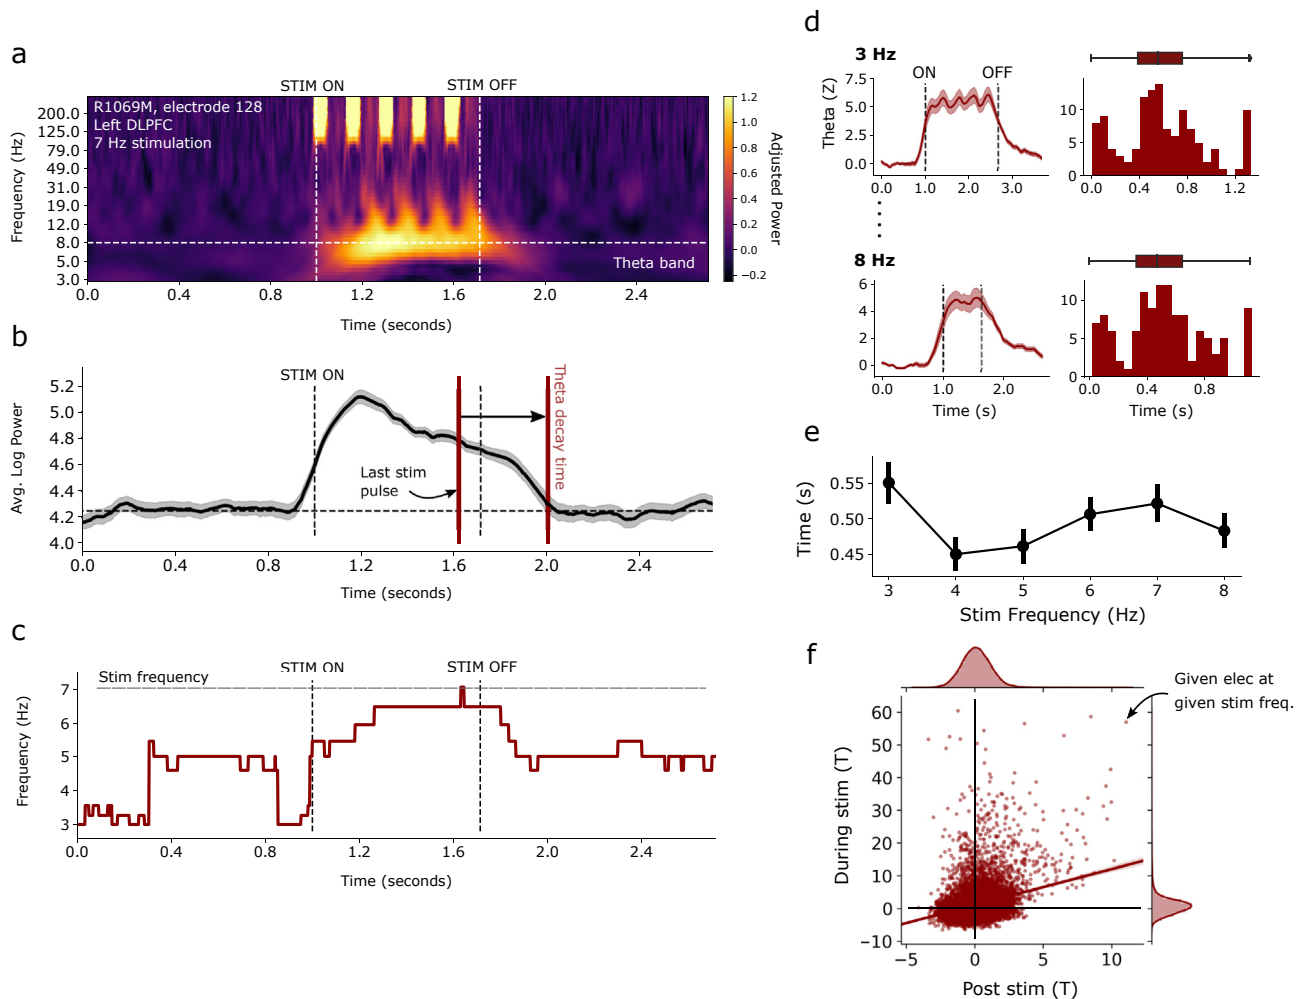 a
STIM ON
STIM OFF
R1069M, electrode 128
Left DLPFC
7 Hz stimulation
Theta band
Frequency (Hz)
200.0
125.0
79.0
49.0
31.0
19.0
12.0
8.0
5.0
3.0
0.0 0.4 0.8 1.2 1.6 2.0 2.4
Time (seconds)
1.2
1.0
0.8
0.6
0.4
0.2
0.0
−0.2
Adjusted Power
b
STIM ON
Theta decay time
Last stim
pulse
Avg. Log Power
5.2
5.0
4.8
4.6
4.4
4.2
4.0
0.0 0.4 0.8 1.2 1.6 2.0 2.4
Time (seconds)
c
STIM ON
STIM OFF
Stim frequency
Frequency (Hz)
7
6
5
4
3
0.0 0.4 0.8 1.2 1.6 2.0 2.4
Time (seconds)
d
3 Hz
ON
OFF
Theta (Z)
7.5
5.0
2.5
0.0
0.0 1.0 2.0 3.0
10
5
0
0.0 0.4 0.8 1.2
8 Hz
6
4
2
0
0.0 1.0 2.0
Time (s)
10
5
0
0.0 0.4 0.8
Time (s)
e
Time (s)
0.55
0.50
0.45
3 4 5 6 7 8
Stim Frequency (Hz)
f
Given elec at
given stim freq.
During stim (T)
60
50
40
30
20
10
0
−10
−5 0 5 10
Post stim (T)